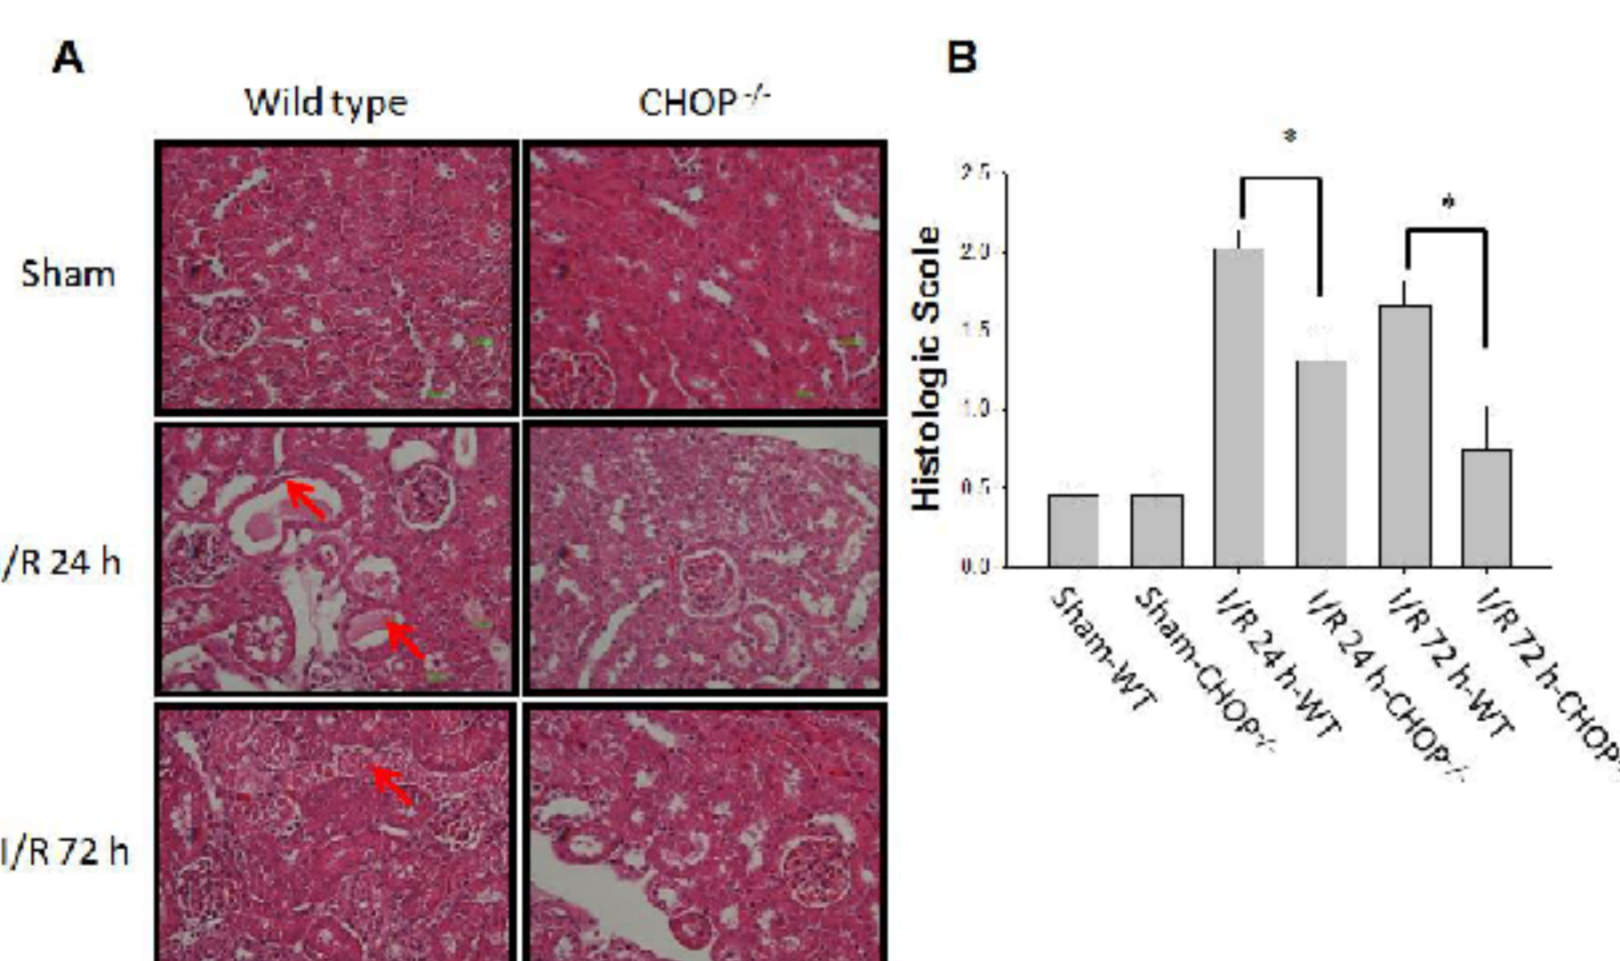 A
B
Wild type
CHOP -/-
Sham
/R 24 h
I/R 72 h
*
*
2.5
2.0
1.5
1.0
0.5
0.0
Histologic Scole
Sham-WT
Sham-CHOP-/-
I/R 24 h-WT
I/R 24 h-CHOP-/-
I/R 72 h-WT
I/R 72 h-CHOP-